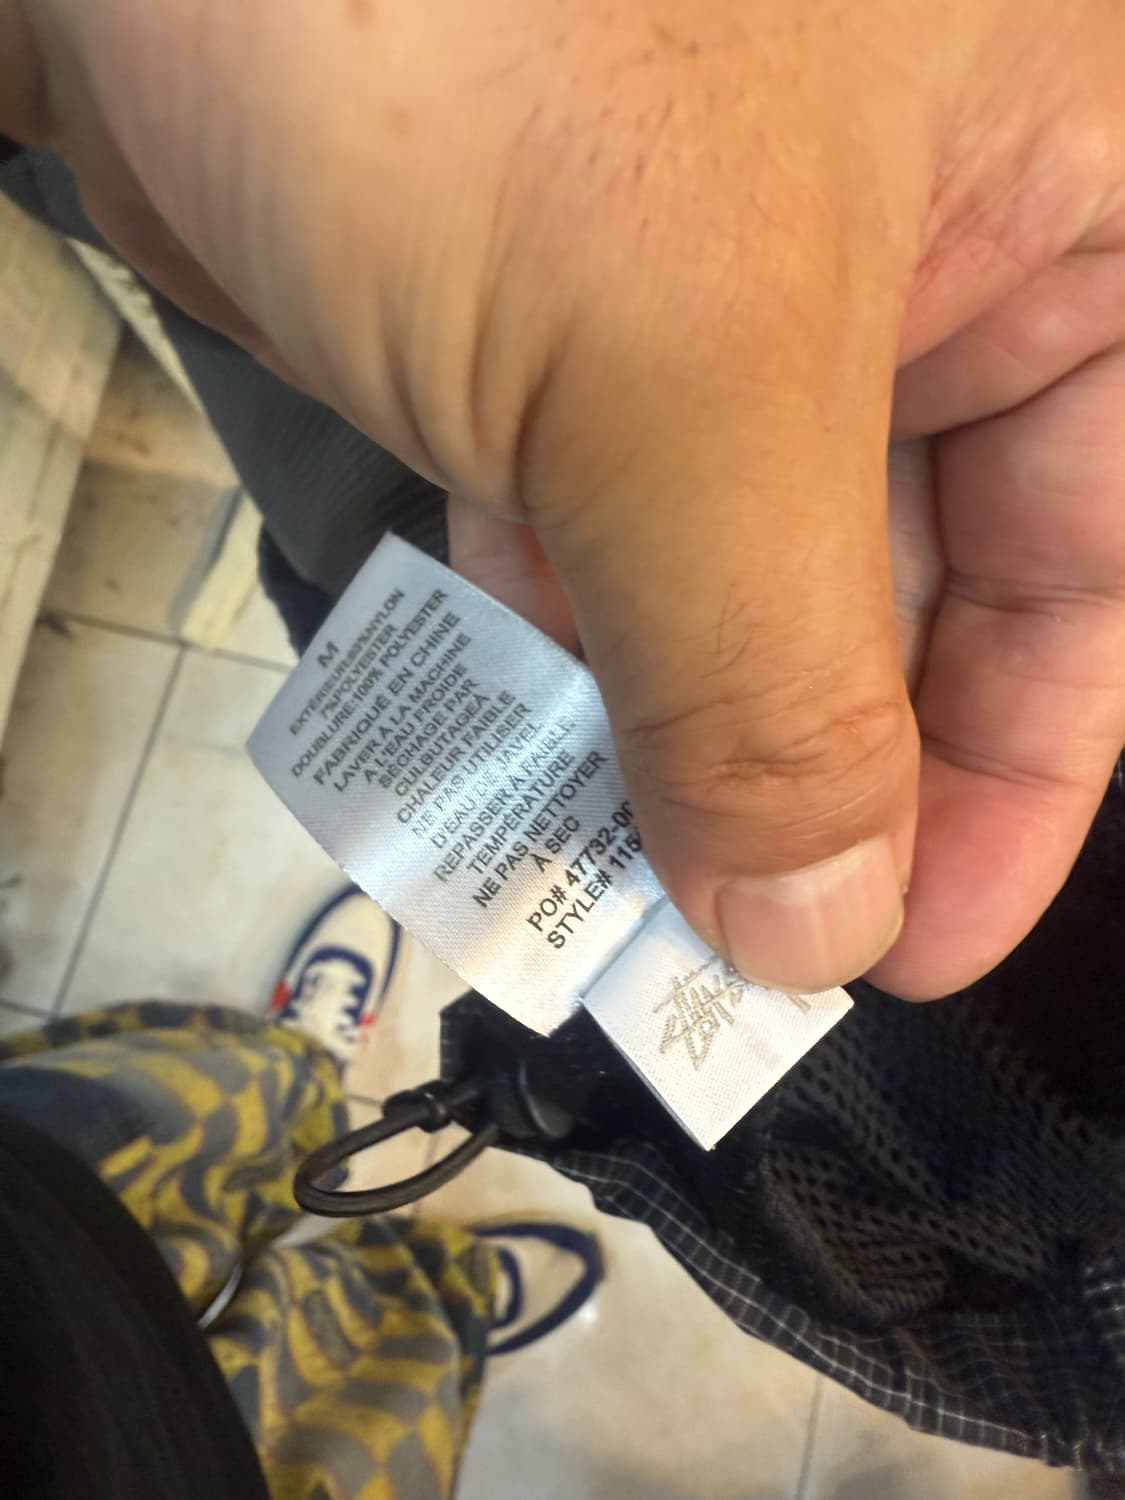 M
EXTÉRIEUR:93%NYLON
7%POLYESTER
DOUBLURE:100% POLYESTER
FABRIQUÉ EN CHINE
LAVER À LA MACHINE
A L'EAU FROIDE
SÉCHAGE PAR
CULBUTAGEÀ
CHALEUR FAIBLE
NE PAS UTILISER
D'EAU DE JAVEL
REPASSER À FAIBLE
TEMPÉRATURE
NE PAS NETTOYER
À SEC
PO# 47732-00
STYLE# 115
Stüs